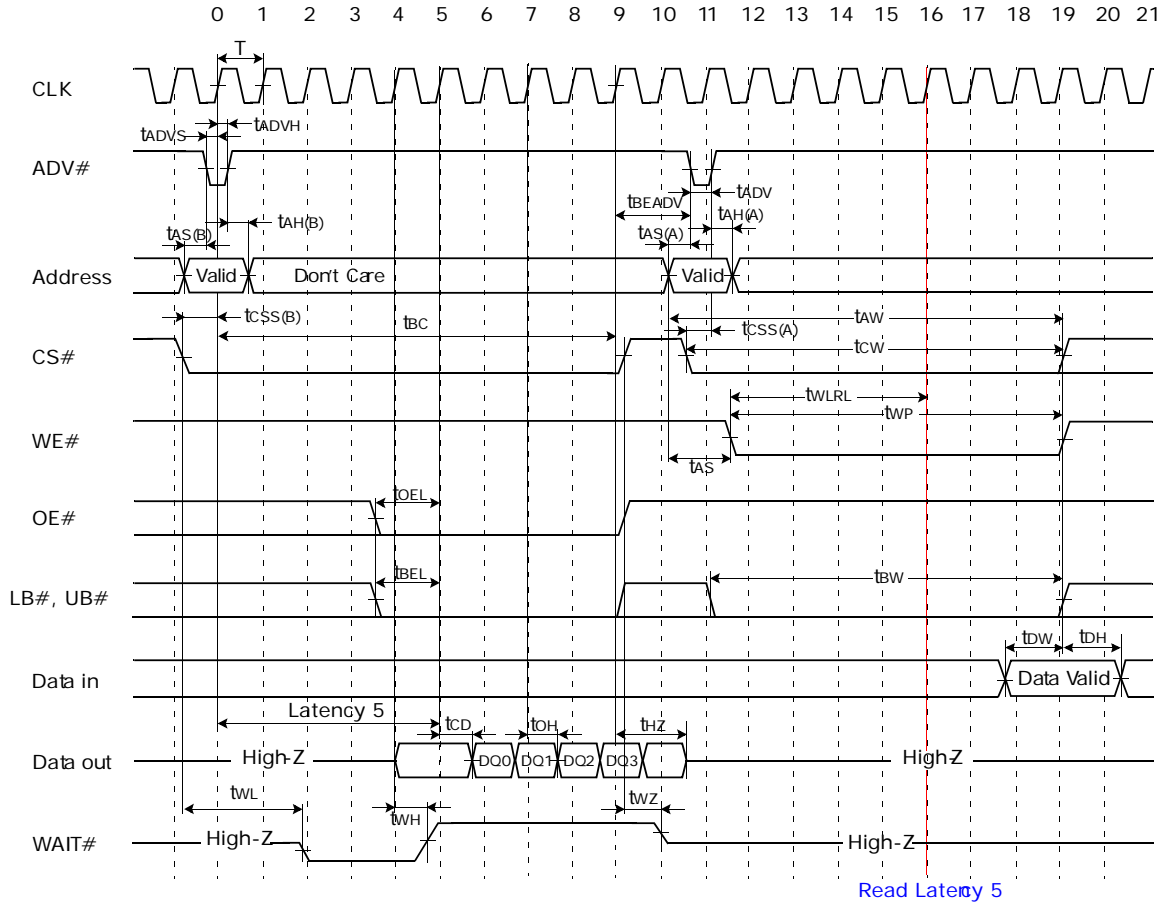 0 1 2 3 4 5 6 7 8 9 10 11 12 13 14 15 16 17 18 19 20 21
T
CLK
tADVH
tADVS
ADV#
tADV
tBEADV
tAH(B)
tAH(A)
tAS(B)
tAS(A)
Address
Valid
Don't Care
Valid
tCSS(B)
tBC
tAW
tCSS(A)
CS#
tCW
tWLRL
tWP
WE#
tAS
tOEL
OE#
tBEL
tBW
LB#, UB#
tDW
tDH
Data in
Data Valid
Latency 5
tCD
tOH
tHZ
Data out
High-Z
DQ0
DQ1
DQ2
DQ3
High-Z
tWL
tWH
tWZ
WAIT#
High-Z
High-Z
Read Latency 5